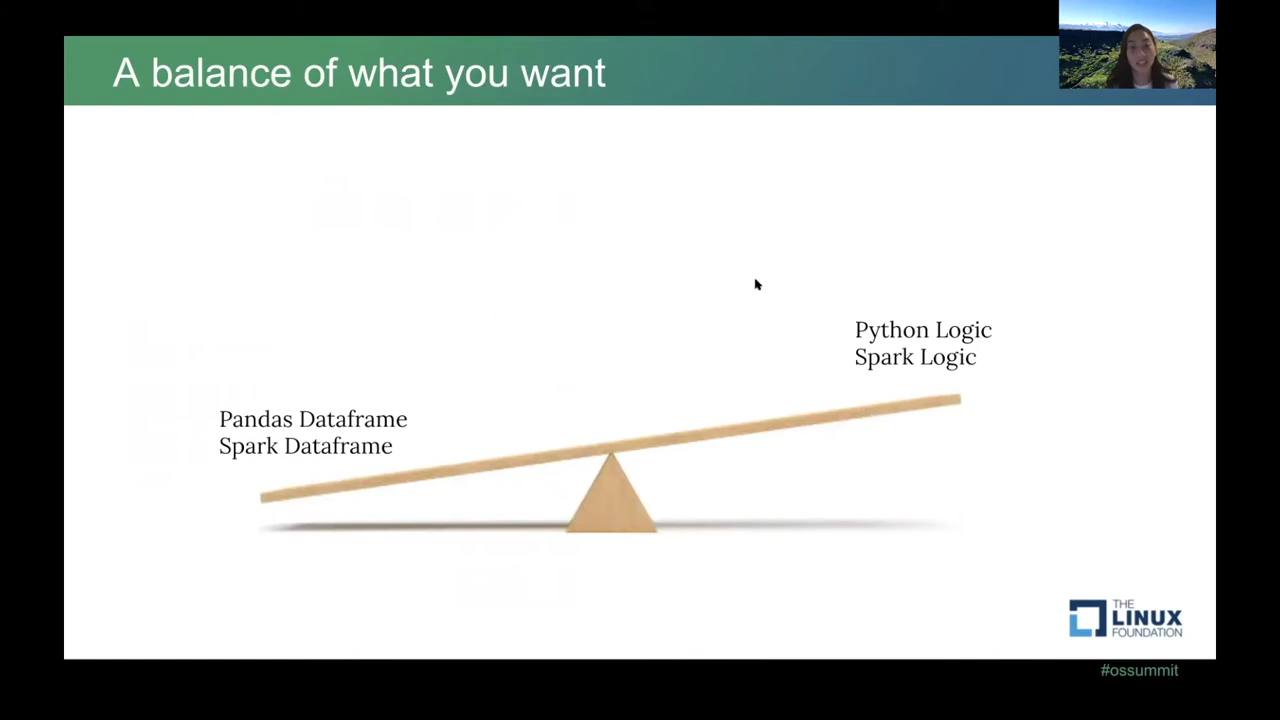 A balance of what you want
Python Logic
Spark Logic
Pandas Dataframe
Spark Dataframe
THE
LINUX
FOUNDATION
#ossummit